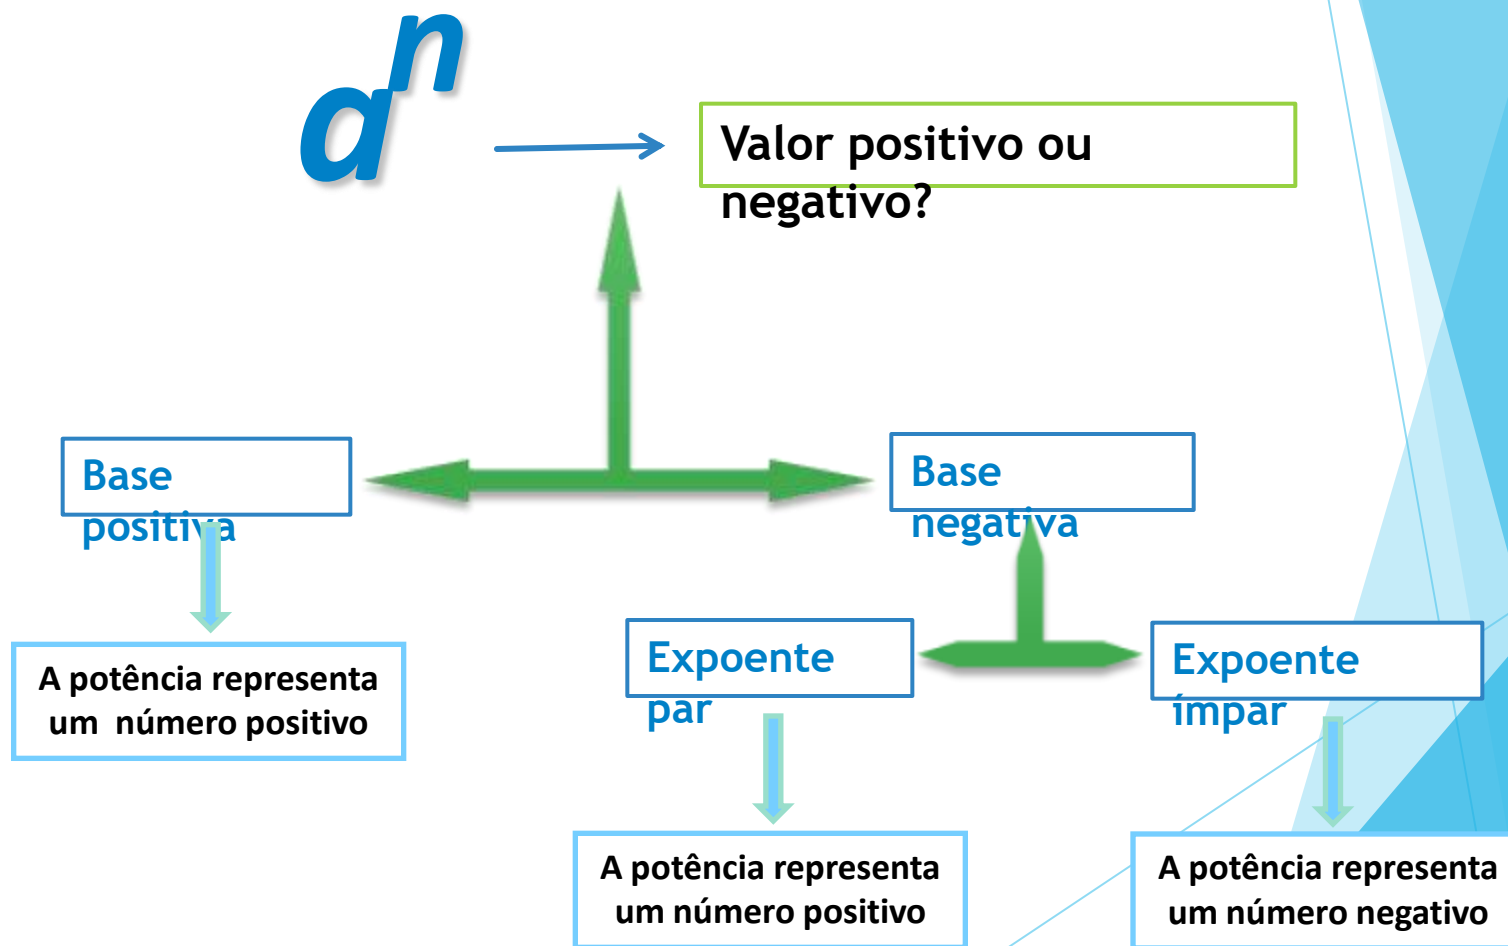 aⁿ
Valor positivo ou
negativo?
Base
positiva
Base
negativa
A potência representa
um número positivo
Expoente
par
Expoente
ímpar
A potência representa
um número positivo
A potência representa
um número negativo